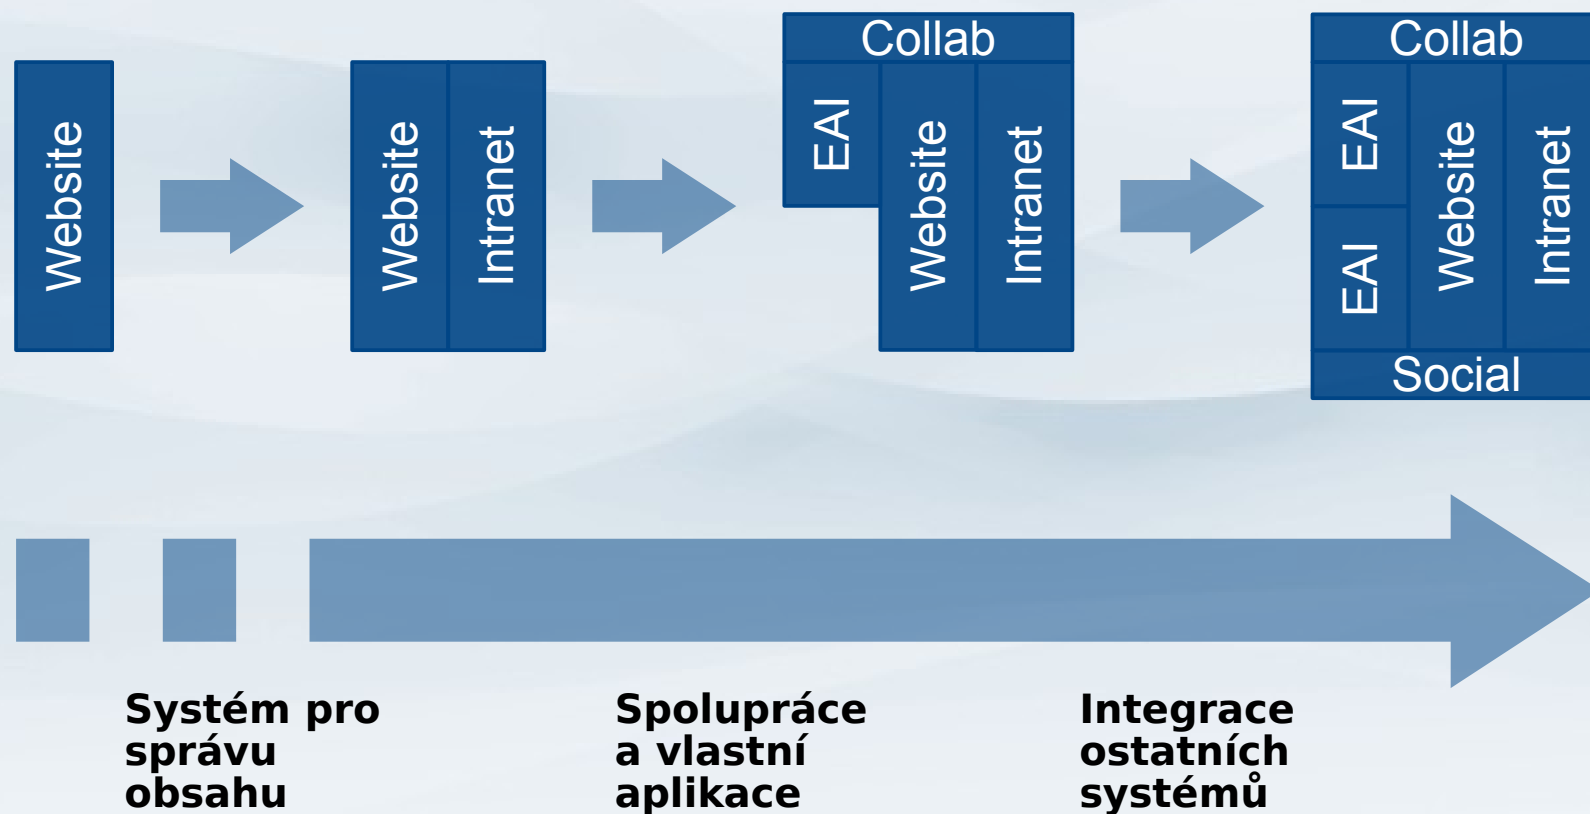 Website
Website
Intranet
Collab
EAI
Website
Intranet
Collab
EAI
EAI
Website
Intranet
Social
Systém pro
správu
obsahu
Spolupráce
a vlastní
aplikace
Integrace
ostatních
systémů